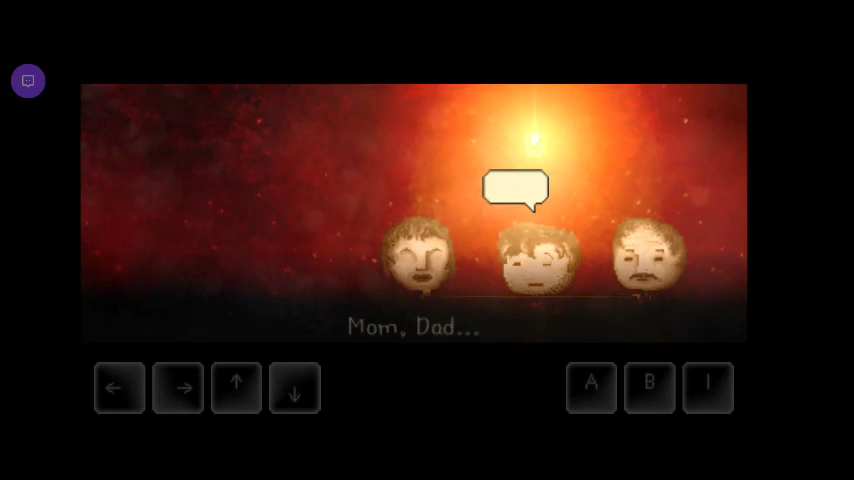 Mom, Dad...
← → ↑ ↓ A B I